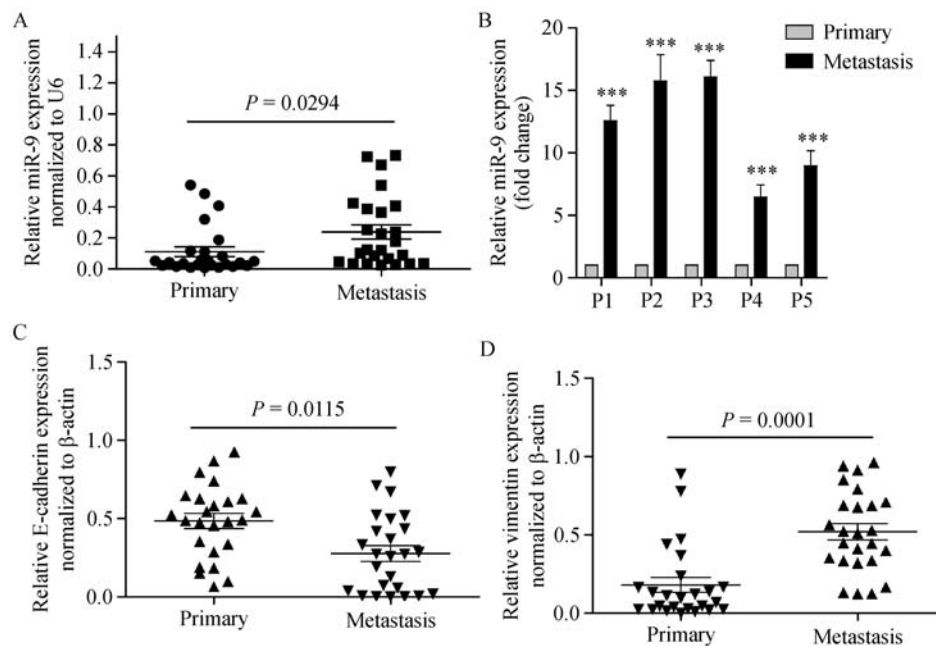 A
Relative miR-9 expression
normalized to U6
1.4
1.2
1.0
0.8
0.6
0.4
0.2
0.0
P = 0.0294
Primary
Metastasis
B
Relative miR-9 expression
(fold change)
20
15
10
5
0
***
***
***
***
***
P1
P2
P3
P4
P5
Primary
Metastasis
C
Relative E-cadherin expression
normalized to β-actin
1.5
1.0
0.5
0.0
P = 0.0115
Primary
Metastasis
D
Relative vimentin expression
normalized to β-actin
1.5
1.0
0.5
0.0
P = 0.0001
Primary
Metastasis